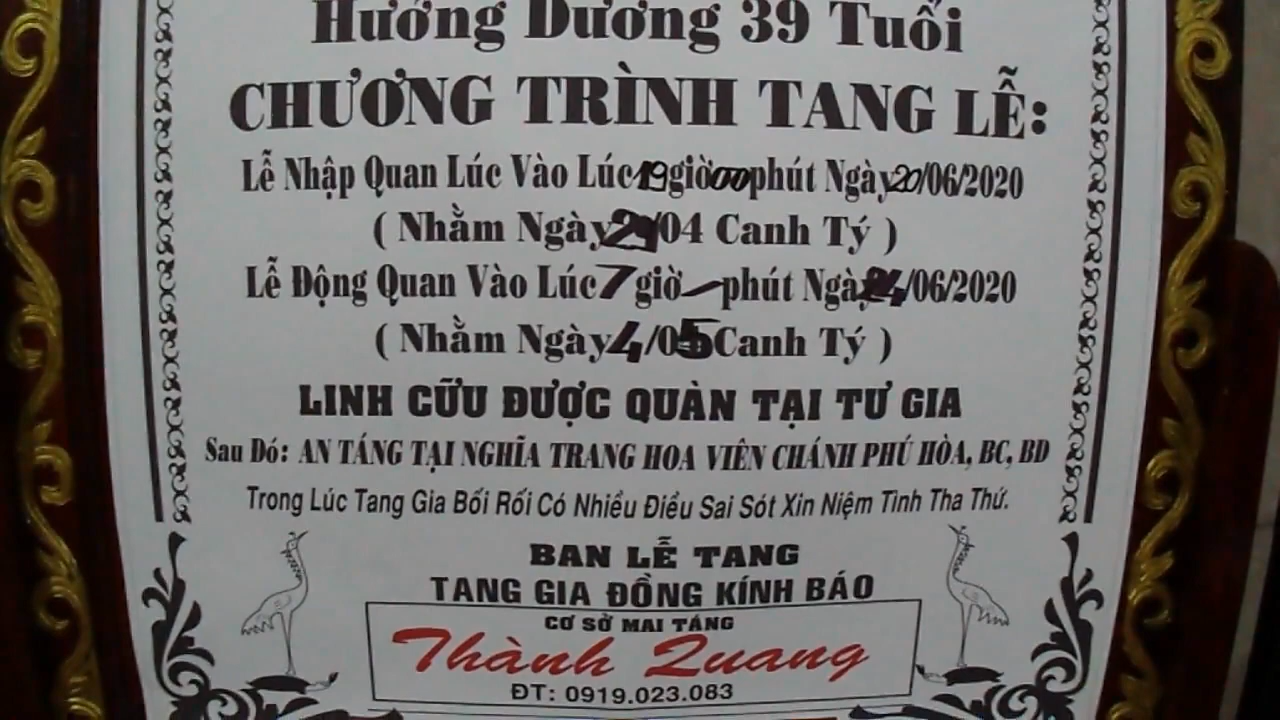 Hưởng Dương 39 Tuổi
CHƯƠNG TRÌNH TANG LỄ:
Lễ Nhập Quan Lúc Vào Lúc 19 giờ 00 phút Ngày 20/06/2020
( Nhằm Ngày 29/04 Canh Tý )
Lễ Động Quan Vào Lúc 7 giờ - phút Ngày 24/06/2020
( Nhằm Ngày 4/05 Canh Tý )
LINH CỮU ĐƯỢC QUÀN TẠI TƯ GIA
Sau Đó: AN TÁNG TẠI NGHĨA TRANG HOA VIÊN CHÁNH PHÚ HÒA, BC, BD
Trong Lúc Tang Gia Bối Rối Có Nhiều Điều Sai Sót Xin Niệm Tình Tha Thứ.
BAN LỄ TANG
TANG GIA ĐỒNG KÍNH BÁO
CƠ SỞ MAI TÁNG
Thành Quang
ĐT: 0919.023.083